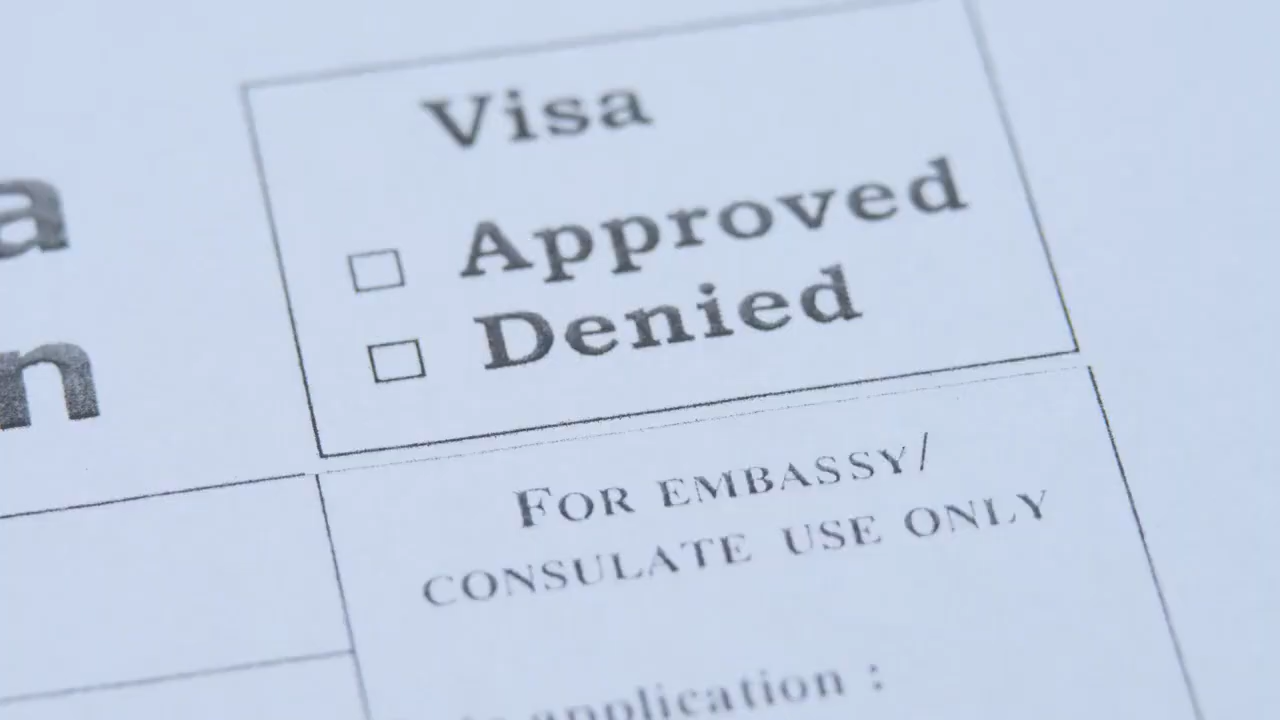 Visa
Approved
Denied
a
n
FOR EMBASSY/
CONSULATE USE ONLY
application :